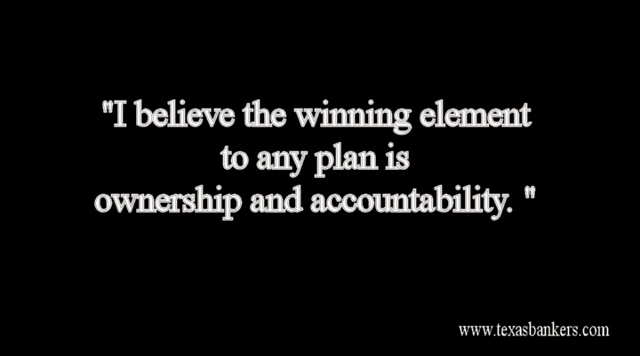 "I believe the winning element
to any plan is
ownership and accountability. "
www.texasbankers.com